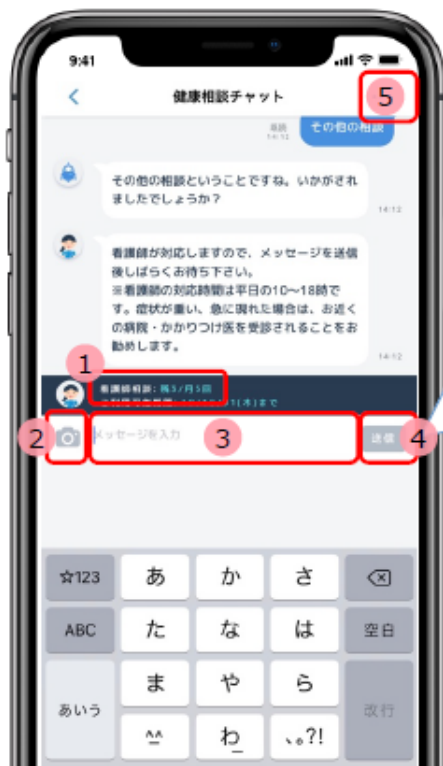 9:41
健康相談チャット
5
既読
14:12
その他の相談
その他の相談ということですね。いかがされ
ましたでしょうか?
14:12
看護師が対応しますので、メッセージを送信
後しばらくお待ち下さい。
※看護師の対応時間は平日の10〜18時で
す。症状が重い、急に現れた場合は、お近く
の病院・かかりつけ医を受診されることをお
勧めします。
14:12
1
看護師相談: 残5/月5回
(木)まで
2
メッセージを入力
3
送信
4
☆123
あ
か
さ
ABC
た
な
は
空白
あいう
ま
や
ら
改行
^^
わ
、。?!